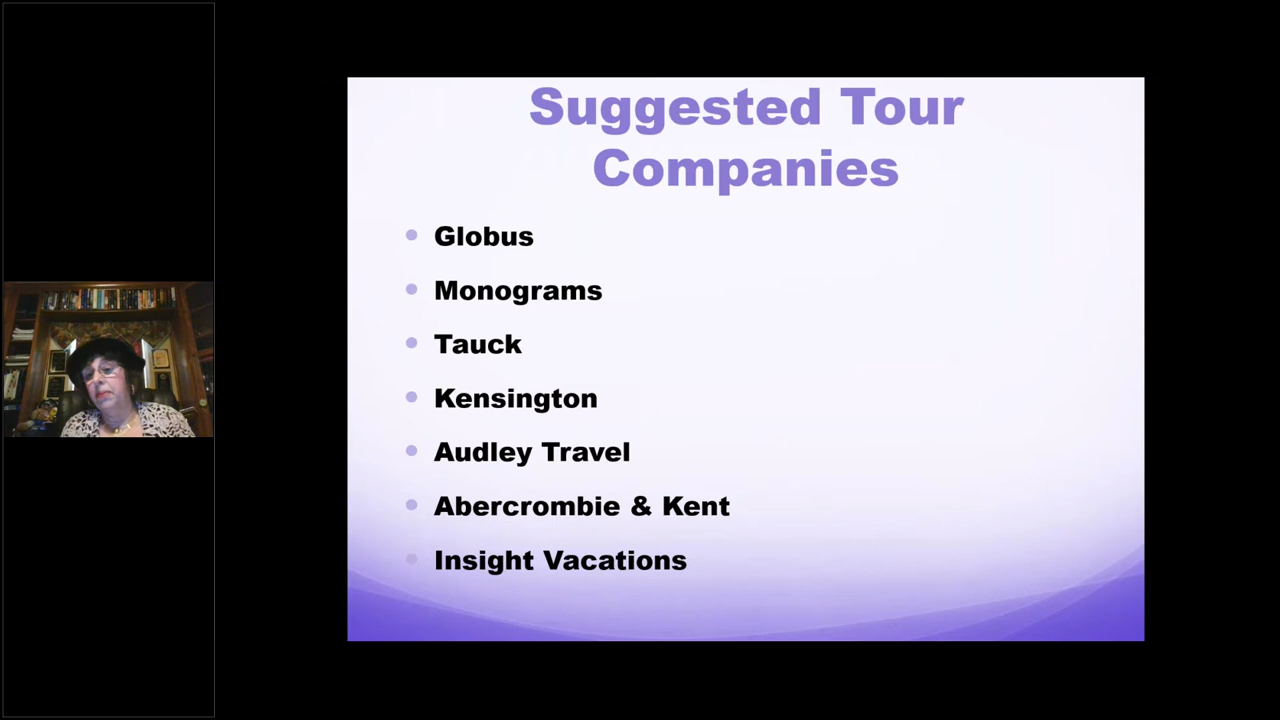 Suggested Tour
Companies
Globus
Monograms
Tauck
Kensington
Audley Travel
Abercrombie & Kent
Insight Vacations